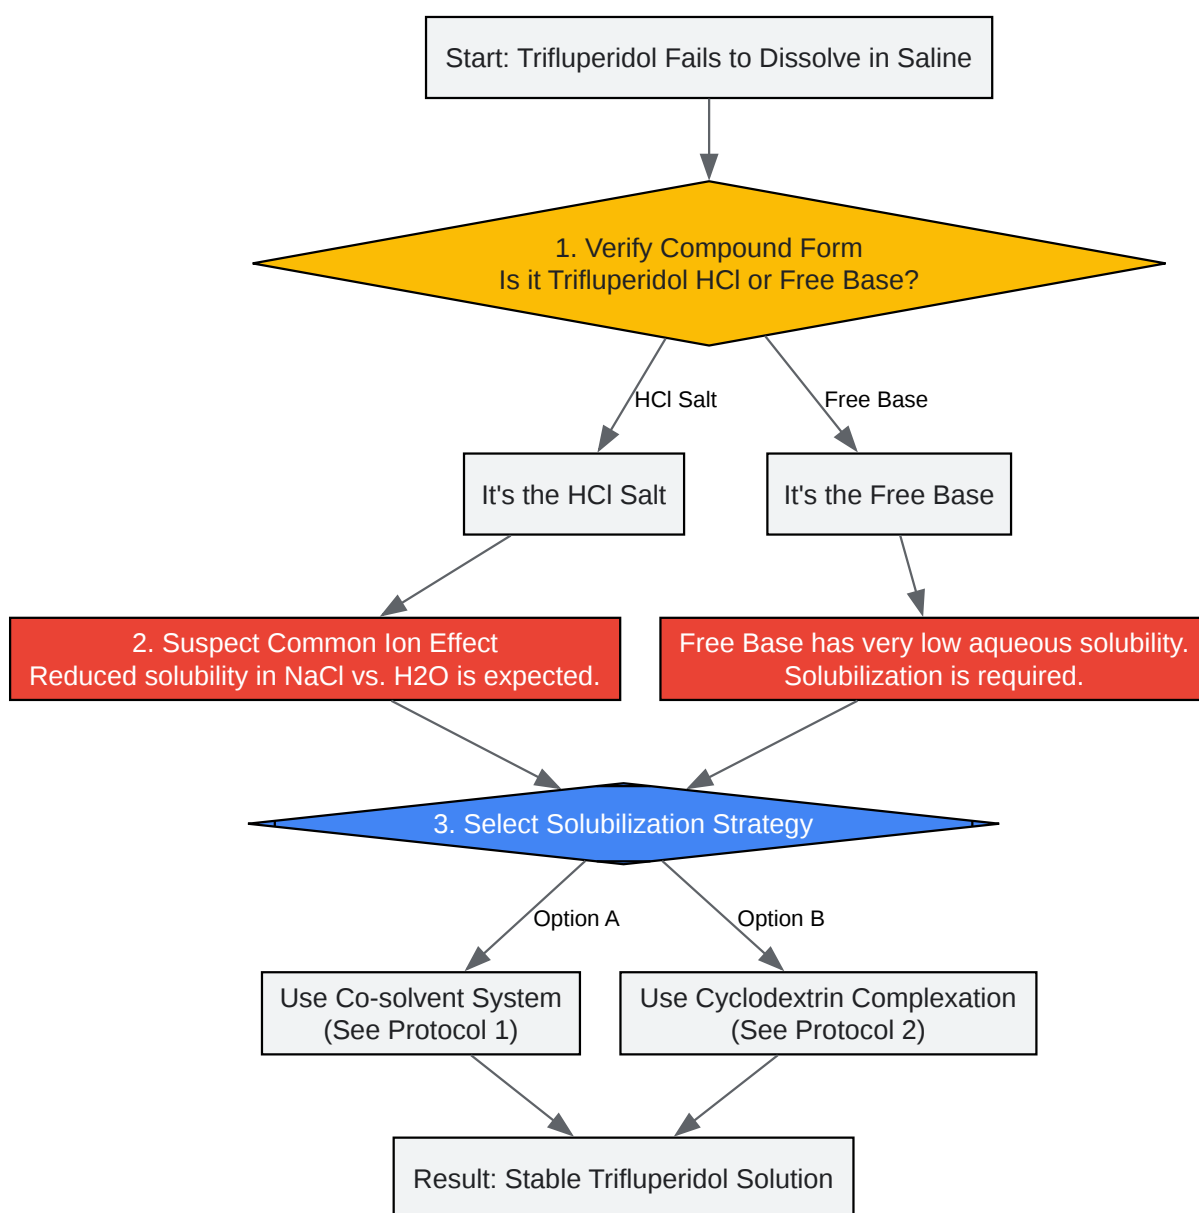 Start: Trifluperidol Fails to Dissolve in Saline
1. Verify Compound Form
Is it Trifluperidol HCl or Free Base?
HCl Salt
Free Base
It's the HCl Salt
It's the Free Base
2. Suspect Common Ion Effect
Reduced solubility in NaCl vs. H2O is expected.
Free Base has very low aqueous solubility.
Solubilization is required.
3. Select Solubilization Strategy
Option A
Option B
Use Co-solvent System
(See Protocol 1)
Use Cyclodextrin Complexation
(See Protocol 2)
Result: Stable Trifluperidol Solution